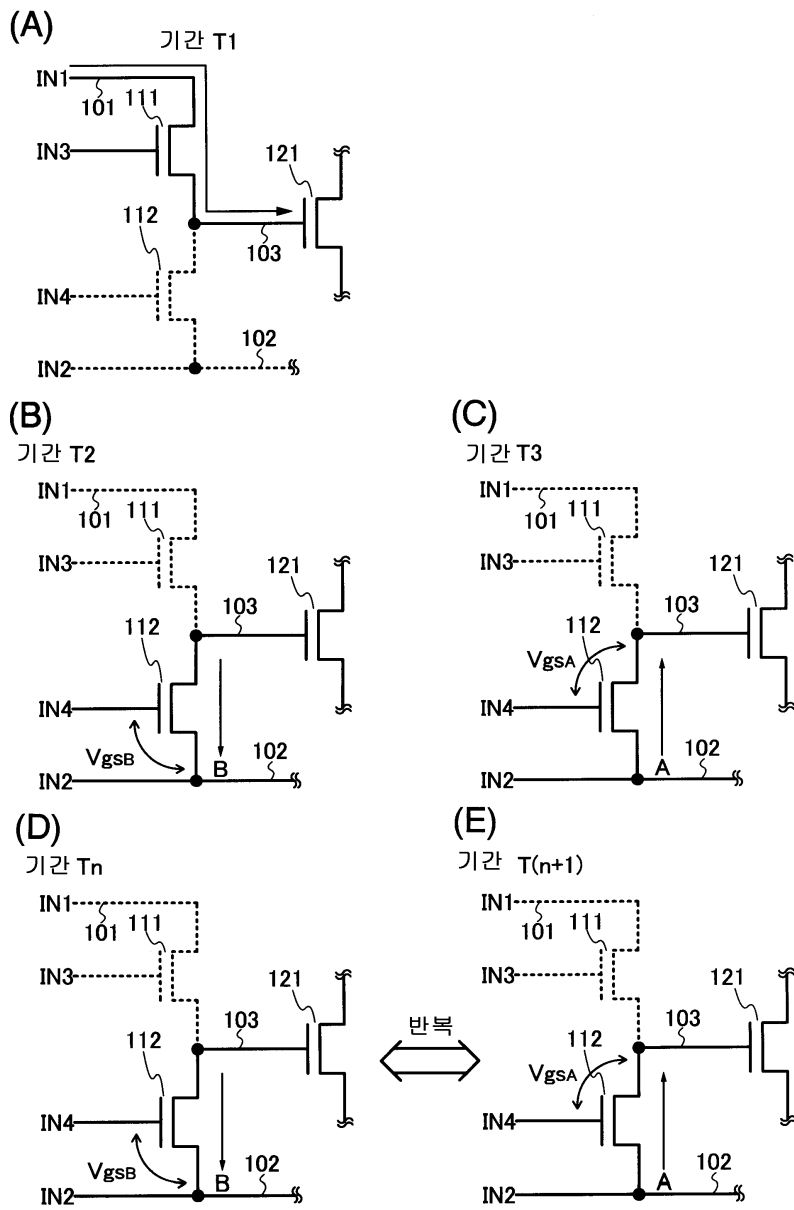 (A)
기간 T1
IN1
101
111
IN3
121
112
103
IN4
102
IN2
(B)
기간 T2
IN1
101
111
IN3
121
103
112
IN4
VgsB
B
102
IN2
(C)
기간 T3
IN1
101
111
IN3
121
103
112
VgsA
IN4
A
102
IN2
(D)
기간 Tn
IN1
101
111
IN3
121
103
112
IN4
VgsB
B
102
IN2
반복
(E)
기간 T(n+1)
IN1
101
111
IN3
121
103
112
VgsA
IN4
A
102
IN2